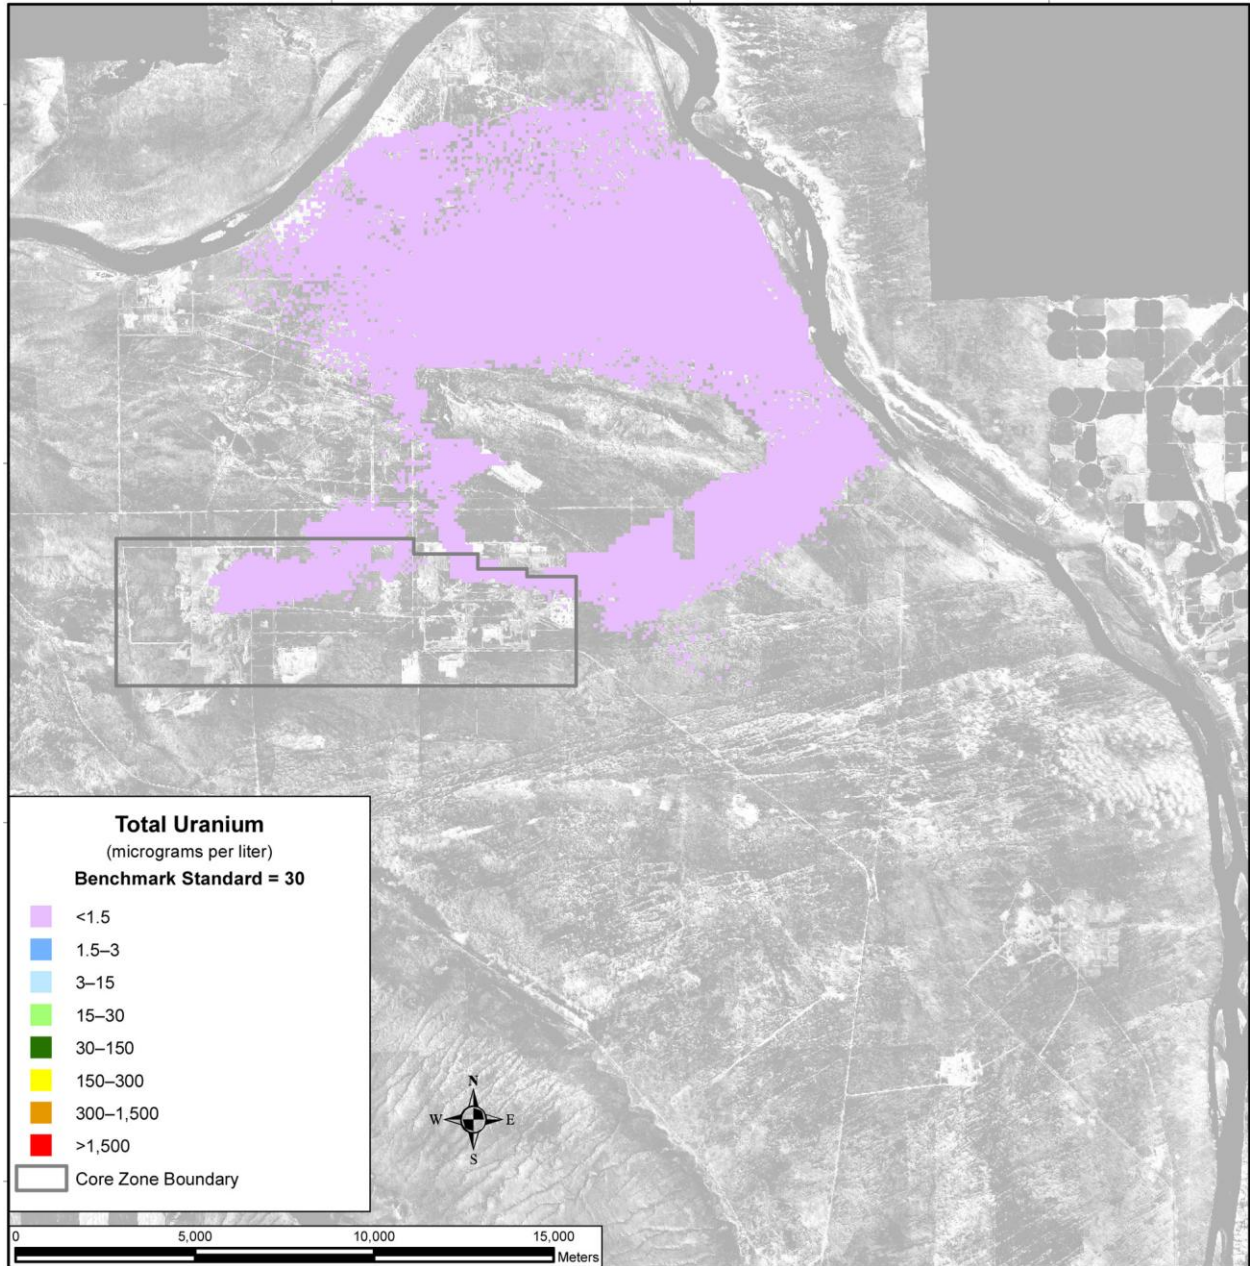 Total Uranium
(micrograms per liter)
Benchmark Standard = 30
<1.5
1.5–3
3–15
15–30
30–150
150–300
300–1,500
>1,500
Core Zone Boundary
N
W E
S
0 5,000 10,000 15,000
Meters